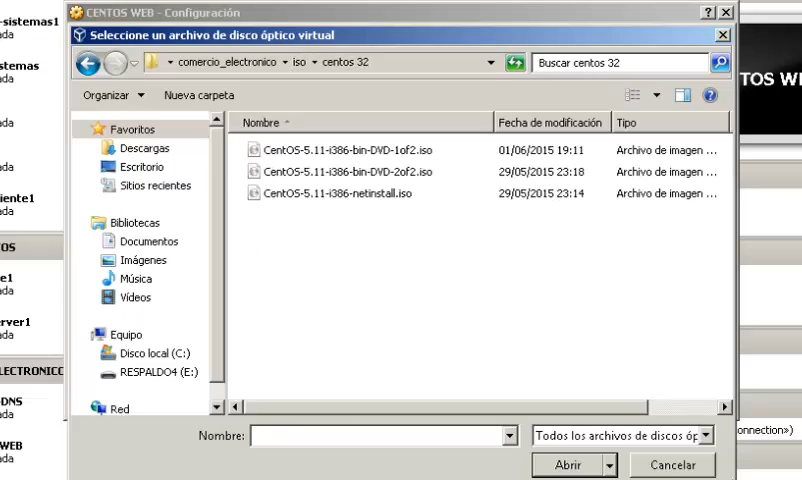 CENTOS WEB - Configuración
-sistemas1
ada
Seleccione un archivo de disco óptico virtual
comercio_electronico iso centos 32
Buscar centos 32
stemas
ada
TOS WE
Organizar Nueva carpeta
Favoritos
Descargas
Escritorio
Sitios recientes
Bibliotecas
Documentos
Imágenes
Música
Vídeos
Equipo
Disco local (C:)
RESPALDO4 (E:)
Red
Nombre Fecha de modificación Tipo
CentOS-5.11-i386-bin-DVD-1of2.iso 01/06/2015 19:11 Archivo de imagen ...
CentOS-5.11-i386-bin-DVD-2of2.iso 29/05/2015 23:18 Archivo de imagen ...
CentOS-5.11-i386-netinstall.iso 29/05/2015 23:14 Archivo de imagen ...
ada
ada
iente1
ada
OS
e1
ada
rver1
ada
LECTRONICO
-DNS
ada
WEB
ada
onnection»)
Nombre:
Todos los archivos de discos óp
Abrir Cancelar